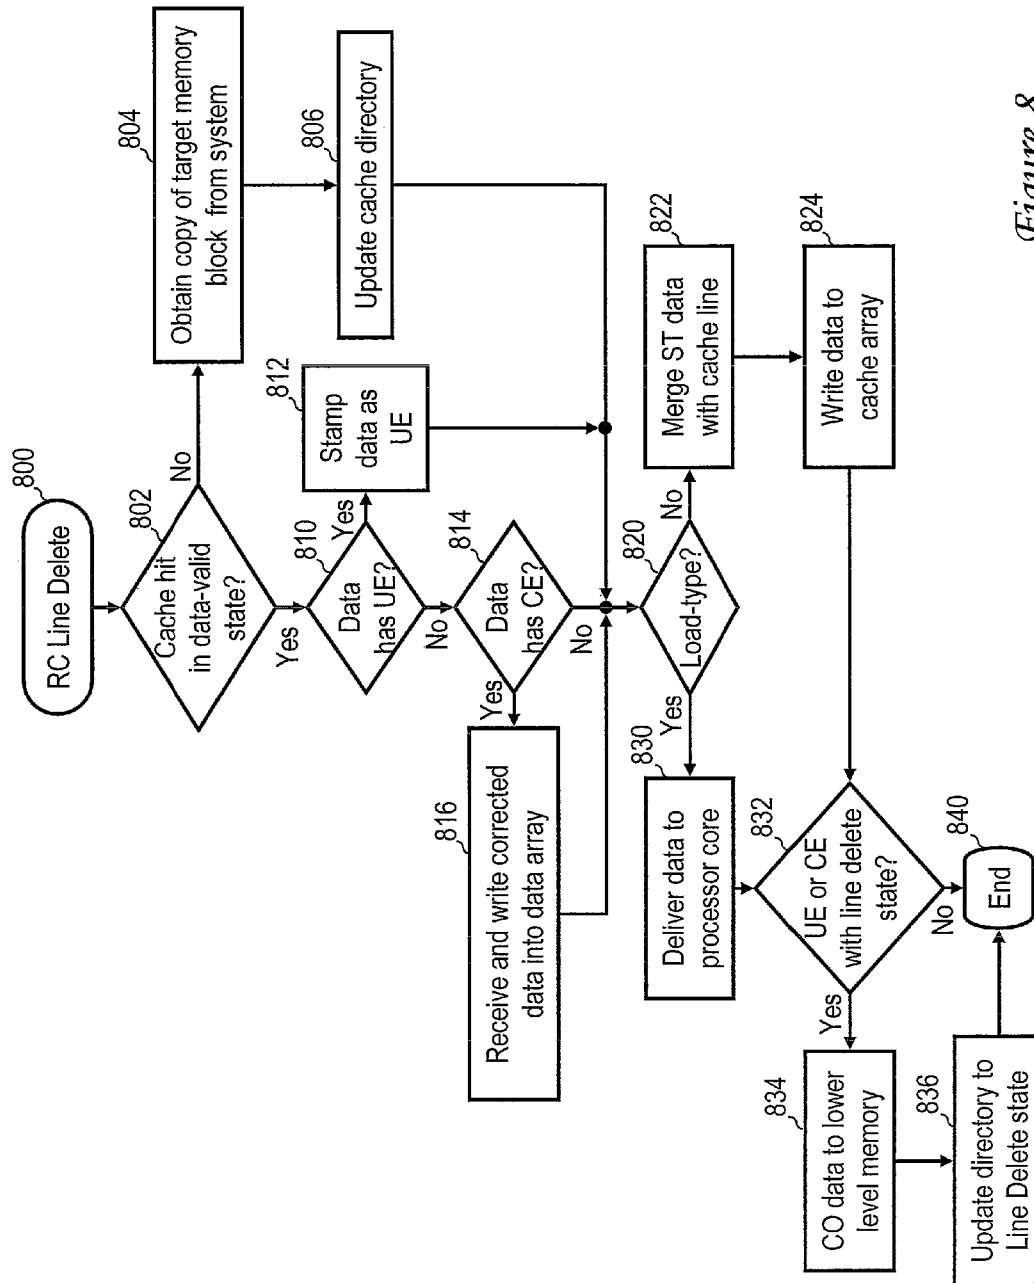 800
RC Line Delete
802
Cache hit
in data-valid
state?
No
Yes
804
Obtain copy of target memory
block from system
806
Update cache directory
810
Data
has UE?
Yes
No
812
Stamp
data as
UE
814
Data
has CE?
Yes
No
816
Receive and write corrected
data into data array
820
Load-type?
Yes
No
822
Merge ST data
with cache line
824
Write data to
cache array
830
Deliver data to
processor core
832
UE or CE
with line delete
state?
Yes
No
834
CO data to lower
level memory
836
Update directory to
Line Delete state
840
End
Figure 8